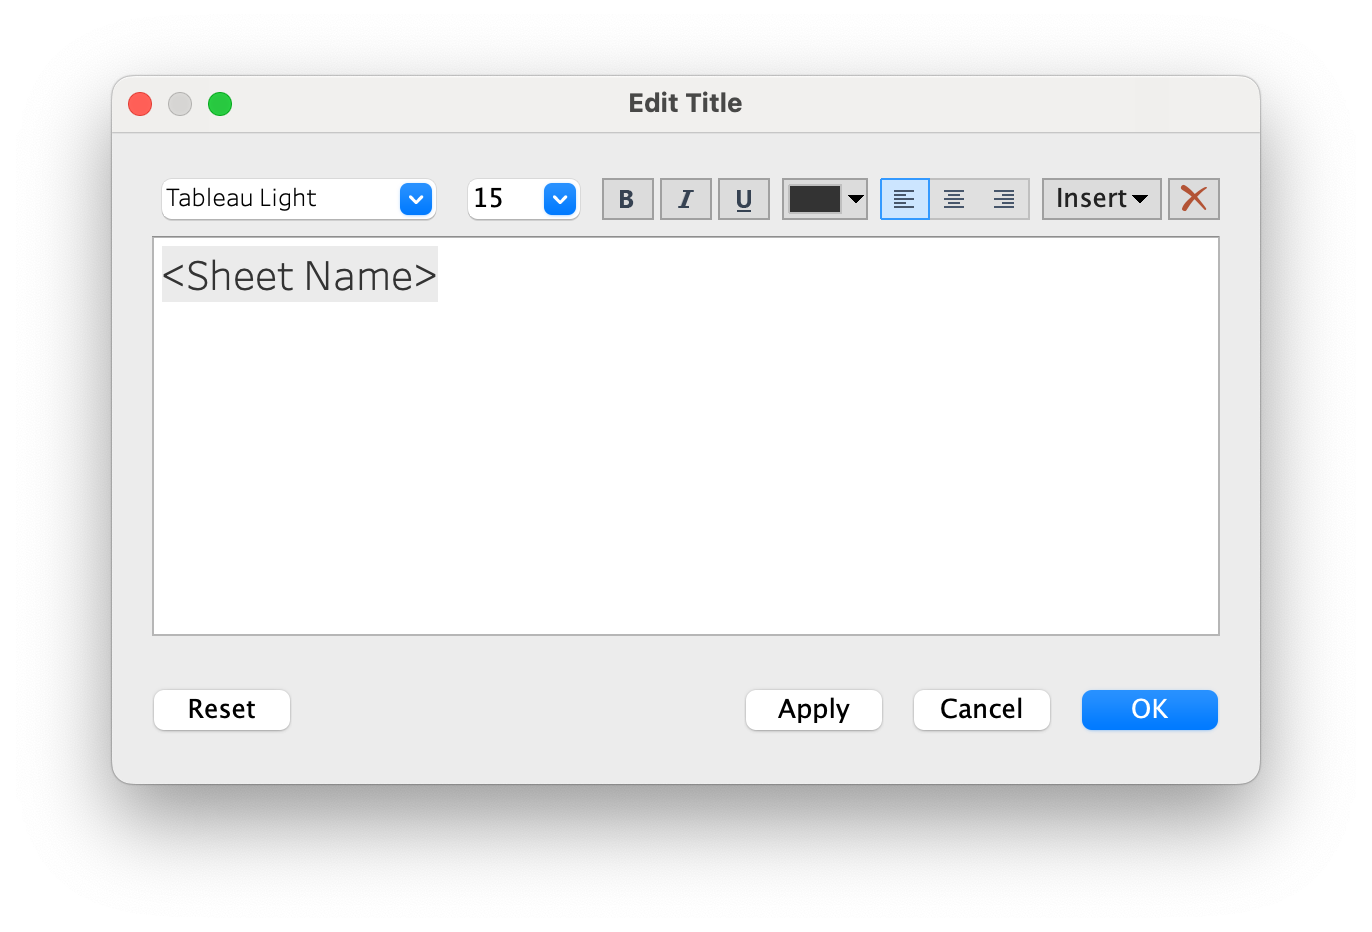 Edit Title
Tableau Light 15 B I U Insert
<Sheet Name>
Reset Apply Cancel OK